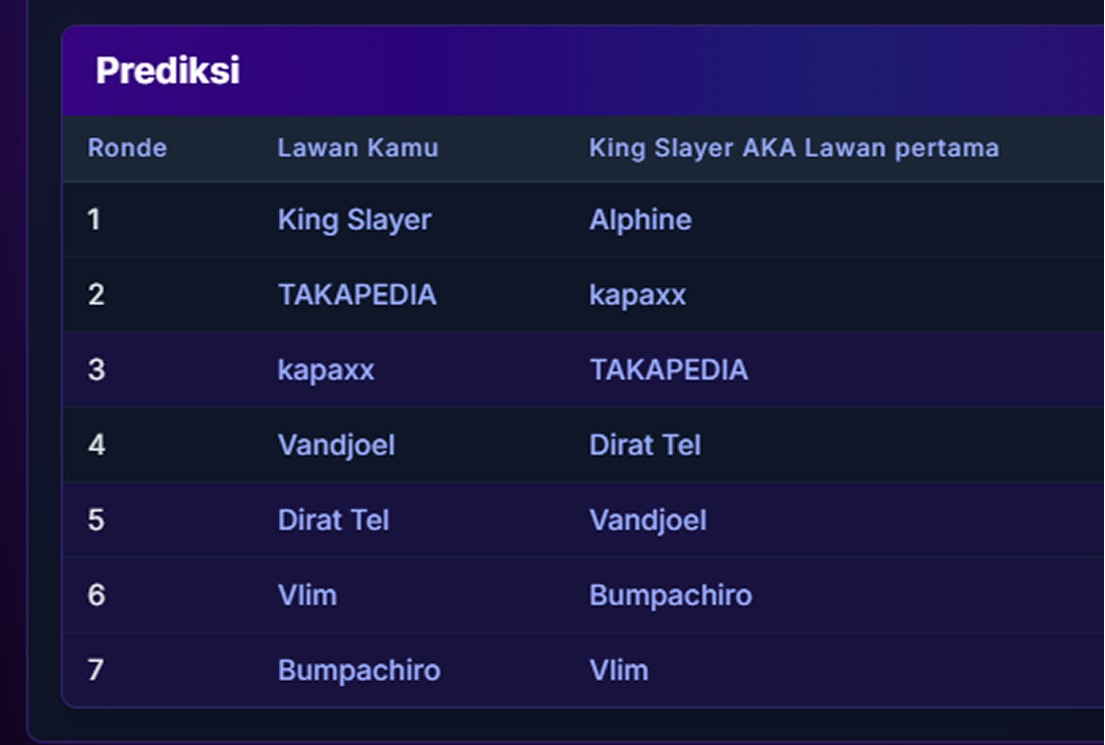 Prediksi
Ronde Lawan Kamu King Slayer AKA Lawan pertama
1 King Slayer Alphine
2 TAKAPEDIA kapaxx
3 kapaxx TAKAPEDIA
4 Vandjoel Dirat Tel
5 Dirat Tel Vandjoel
6 Vlim Bumpachiro
7 Bumpachiro Vlim